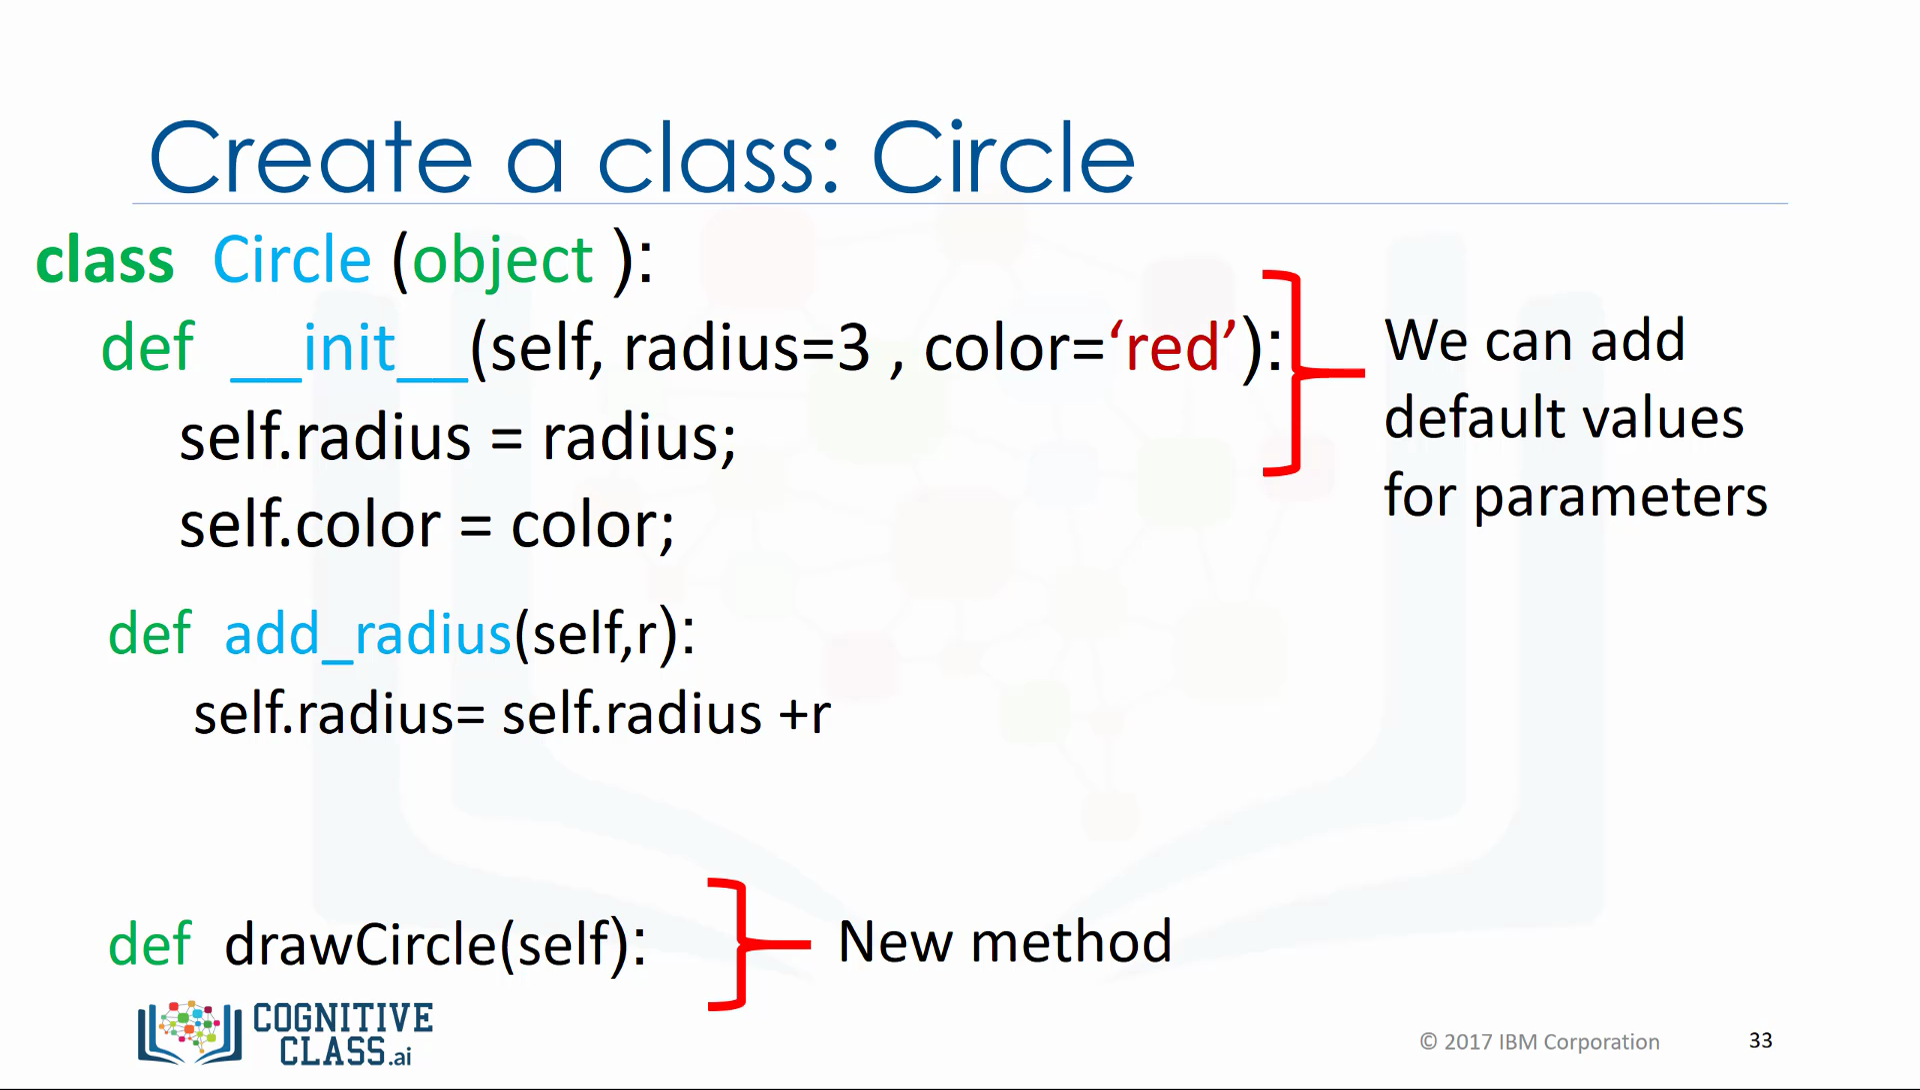 Create a class: Circle
class Circle (object ):
def __init__(self, radius=3 , color=‘red’):
self.radius = radius;
self.color = color;
We can add
default values
for parameters
def add_radius(self,r):
self.radius= self.radius +r
def drawCircle(self):
New method
COGNITIVE
CLASS.ai
© 2017 IBM Corporation
33